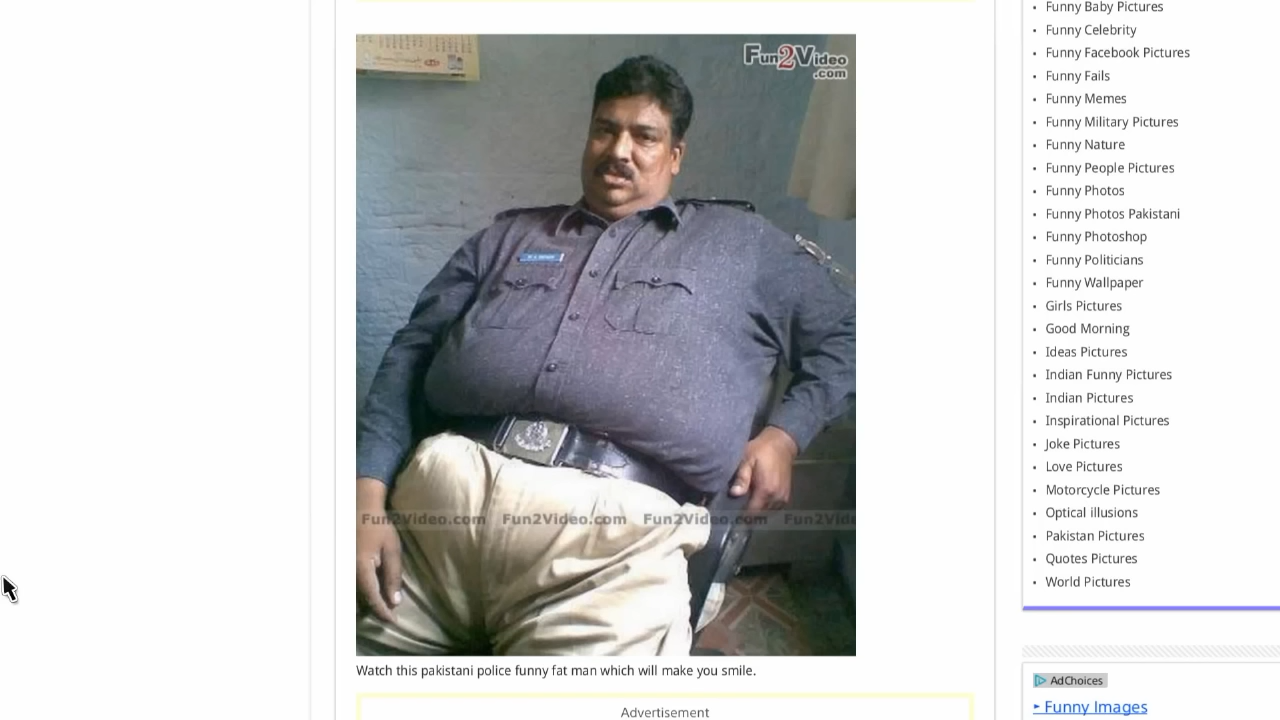 Fun2Video
.com
Fun2Video.com Fun2Video.com Fun2Video.com Fun2Vide
Watch this pakistani police funny fat man which will make you smile.
Advertisement
Funny Baby Pictures
Funny Celebrity
Funny Facebook Pictures
Funny Fails
Funny Memes
Funny Military Pictures
Funny Nature
Funny People Pictures
Funny Photos
Funny Photos Pakistani
Funny Photoshop
Funny Politicians
Funny Wallpaper
Girls Pictures
Good Morning
Ideas Pictures
Indian Funny Pictures
Indian Pictures
Inspirational Pictures
Joke Pictures
Love Pictures
Motorcycle Pictures
Optical illusions
Pakistan Pictures
Quotes Pictures
World Pictures
AdChoices
Funny Images